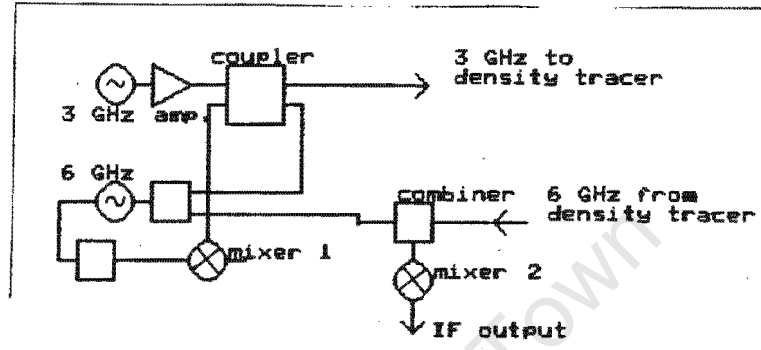 coupler
3 GHz to
density tracer
3 GHz amp.
6 GHz
combiner
6 GHz from
density tracer
mixer 1
mixer 2
IF output
Town